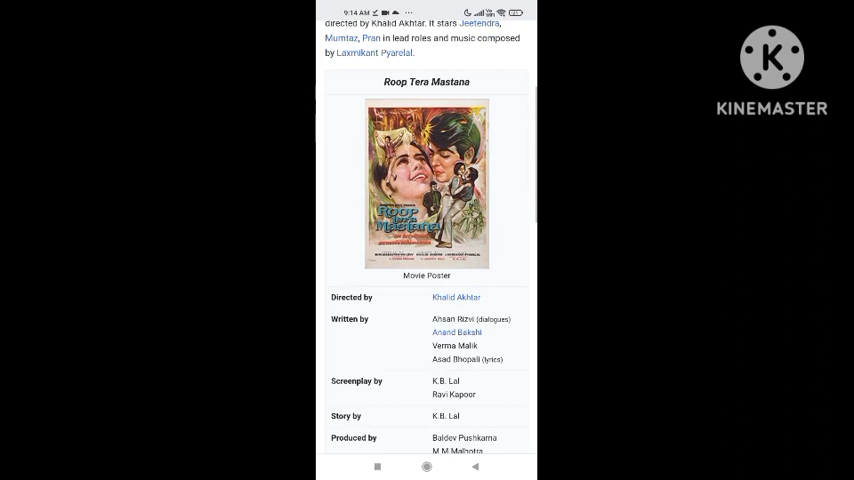 9:14 AM
directed by Khalid Akhtar. It stars Jeetendra,
Mumtaz, Pran in lead roles and music composed
by Laxmikant Pyarelal.
Roop Tera Mastana
ROOP
tera
Mastana
Movie Poster
Directed by Khalid Akhtar
Written by Ahsan Rizvi (dialogues)
Anand Bakshi
Verma Malik
Asad Bhopali (lyrics)
Screenplay by K.B. Lal
Ravi Kapoor
Story by K.B. Lal
Produced by Baldev Pushkarna
M M Malhotra
K
KINEMASTER